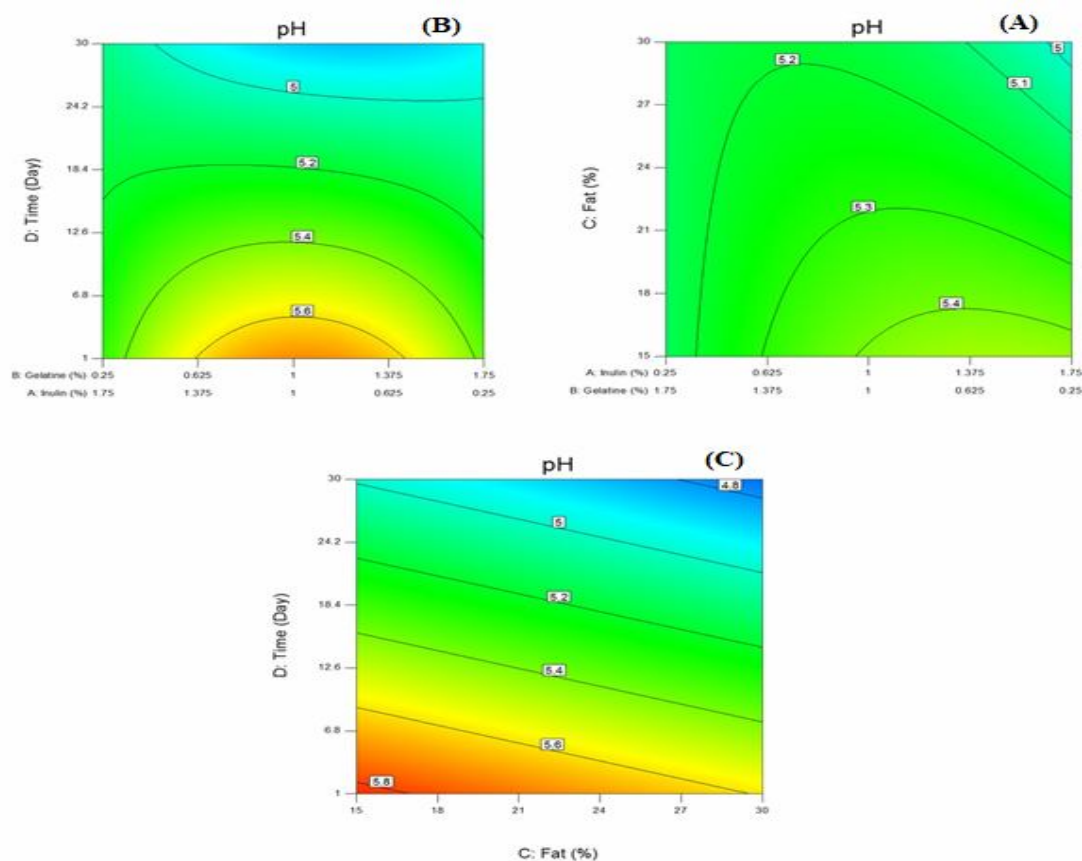 pH (B)
30
5
24.2
D: Time (Day)
5.2
18.4
5.4
12.6
6.8
5.6
1
B: Gelatine (%) 0.25 0.625 1 1.375 1.75
A: Inulin (%) 1.75 1.375 1 0.625 0.25
pH (A)
30
5
5.2
5.1
27
24
C: Fat (%)
5.3
21
18
5.4
15
A: Inulin (%) 0.25 0.625 1 1.375 1.75
B: Gelatine (%) 1.75 1.375 1 0.625 0.25
pH (C)
30
4.8
5
24.2
D: Time (Day)
5.2
18.4
5.4
12.6
6.8
5.6
5.8
1
15 18 21 24 27 30
C: Fat (%)